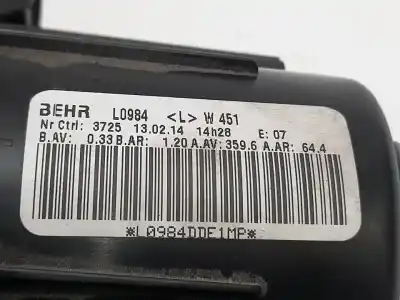 BEHR L0984 <L> W 451
Nr Ctrl: 3725 13.02.14 14h28 E: 07
B.AV: 0.33 B.AR: 1.20 A.AV: 359.6 A.AR: 64.4
*L0984DDE1MP*